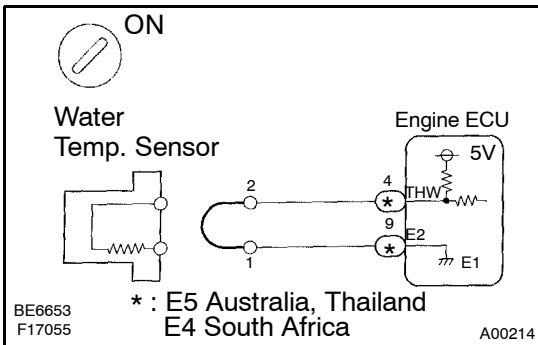 ON
Water
Temp. Sensor
Engine ECU
5V
2
4
THW
*
9
E2
*
1
E1
* : E5 Australia, Thailand
E4 South Africa
BE6653
F17055
A00214